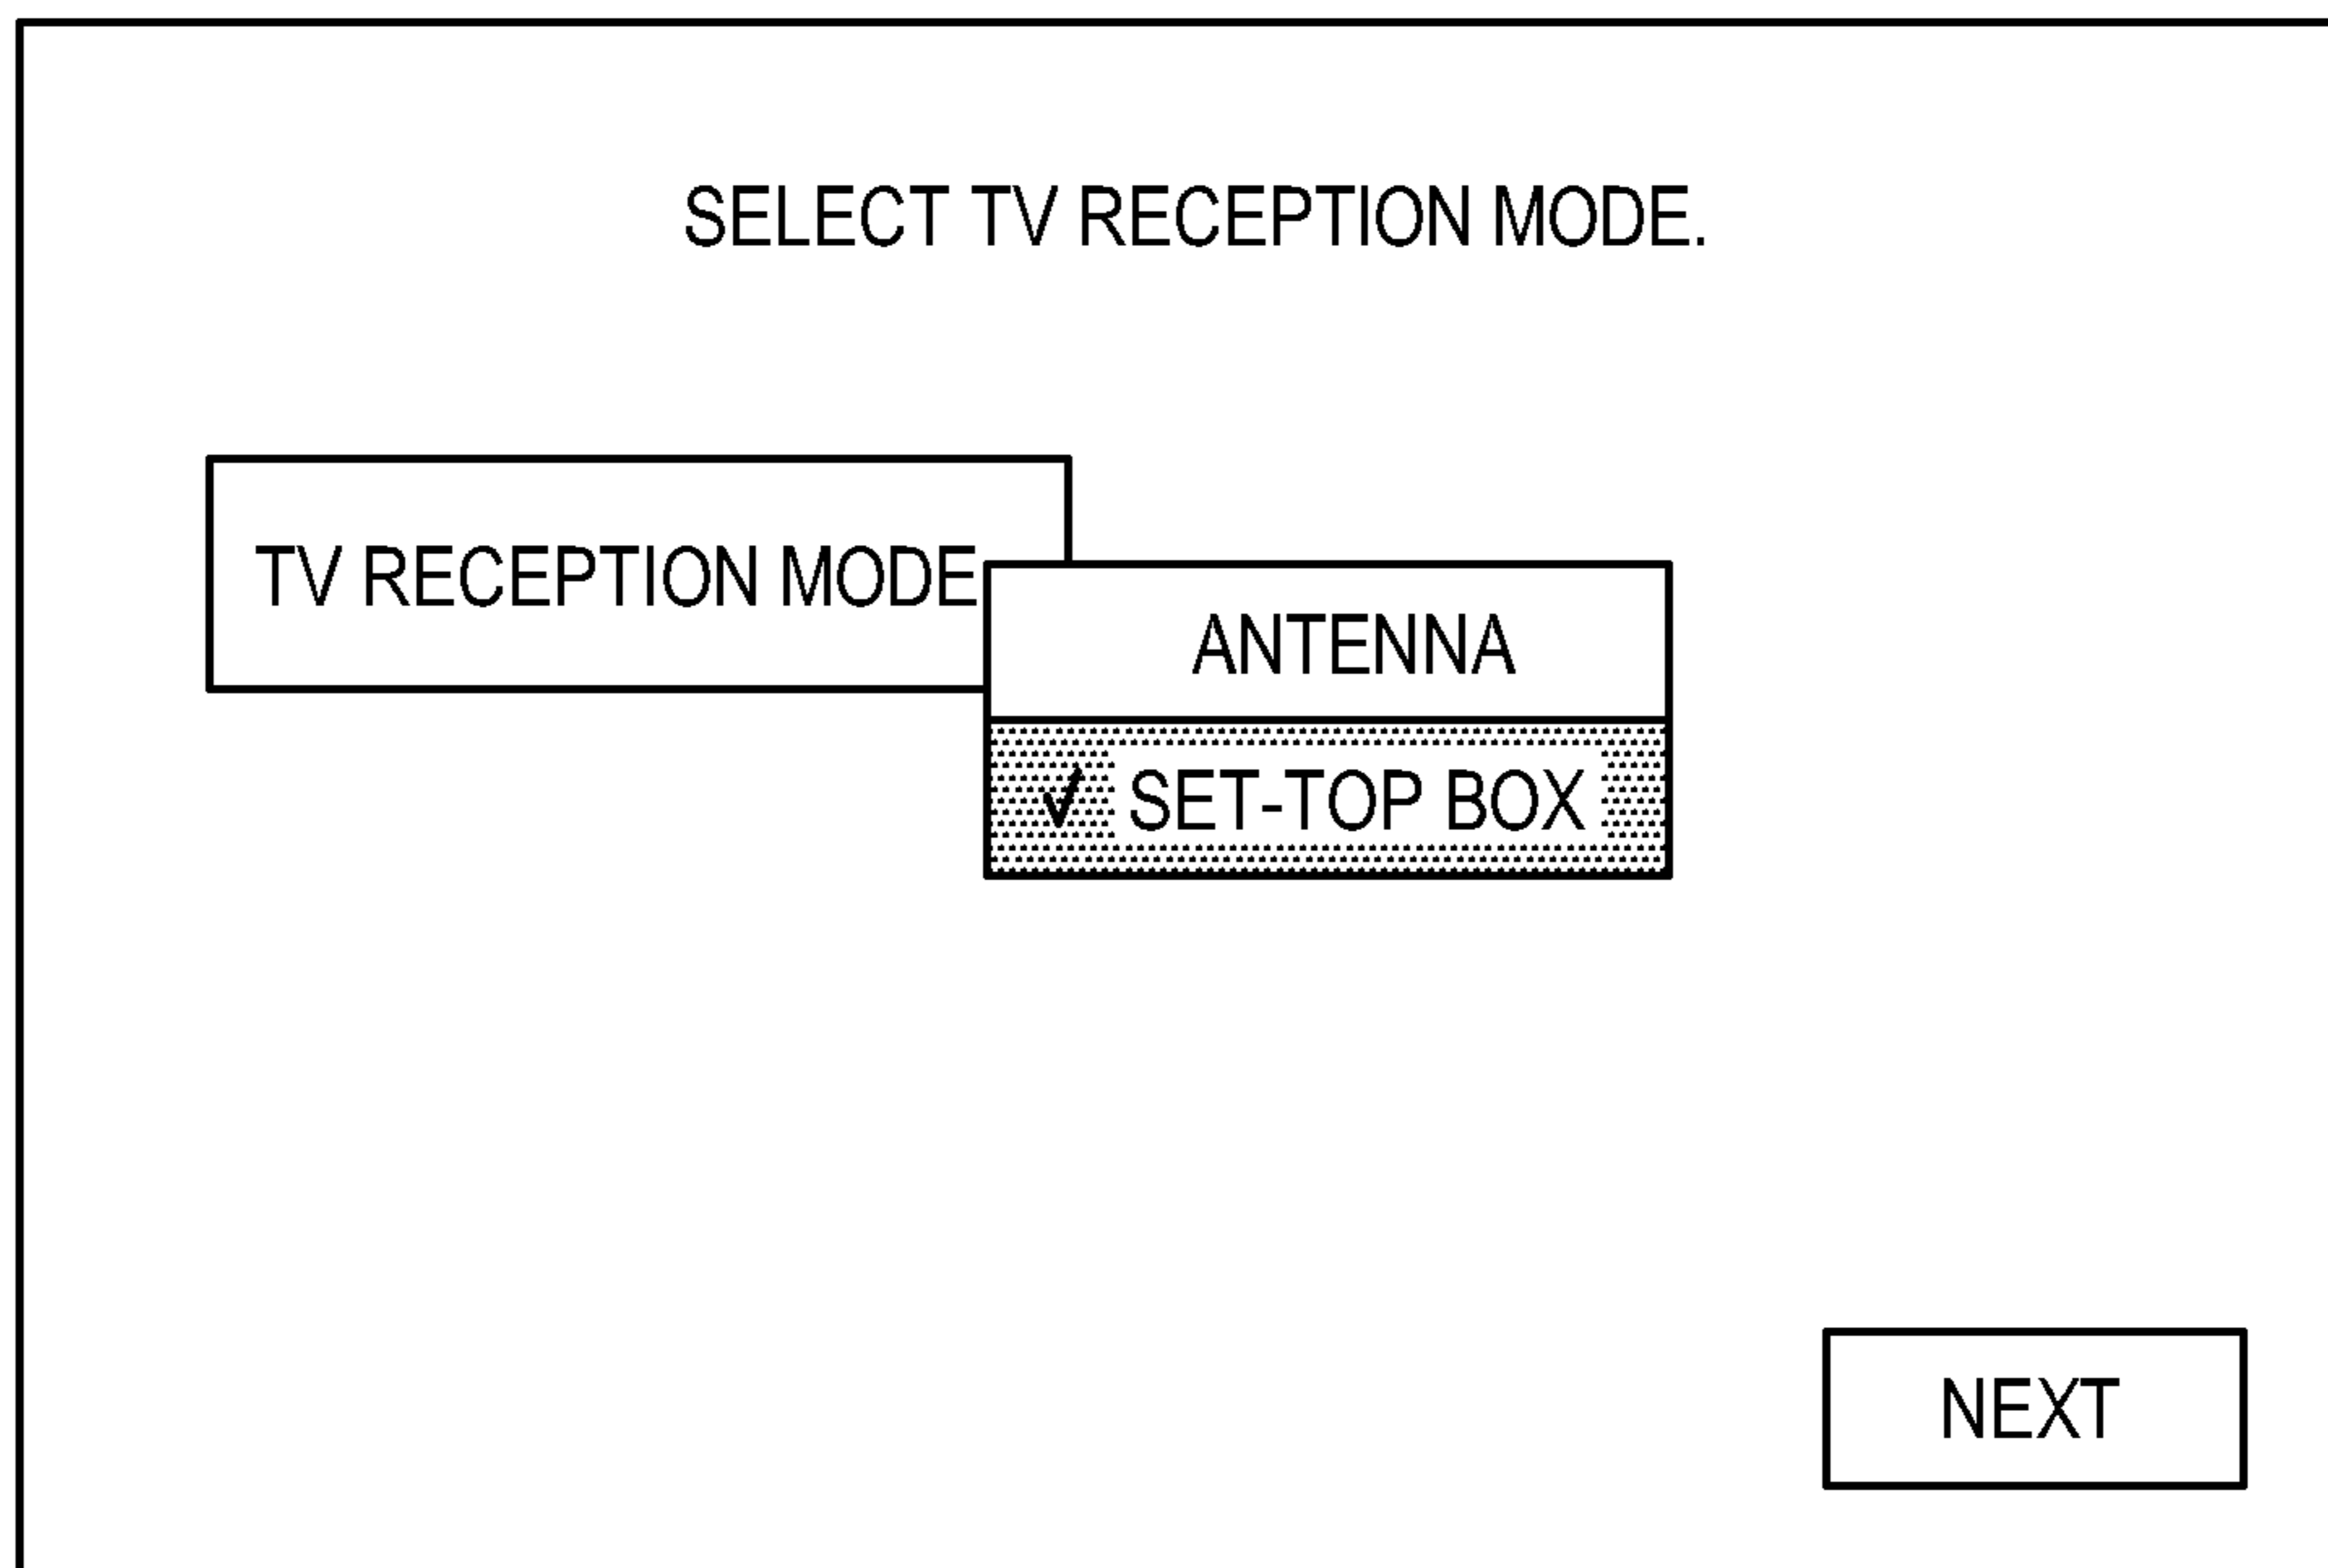 SELECT TV RECEPTION MODE.
TV RECEPTION MODE
ANTENNA
✓ SET-TOP BOX
NEXT